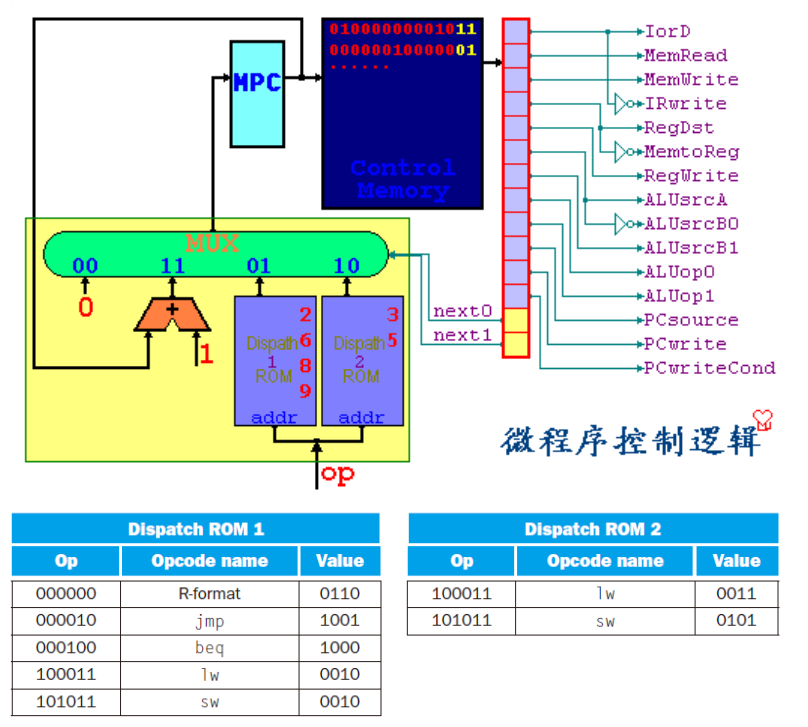 010000000001011
000000100000001
......
MPC
Control
Memory
IorD
MemRead
MemWrite
IRwrite
RegDst
MemtoReg
RegWrite
ALUsrcA
ALUsrcB0
ALUsrcB1
ALUop0
ALUop1
PCsource
PCwrite
PCwriteCond
MUX
00 11 01 10
0
+
1
next0
next1
Dispath
1
ROM
2
6
8
9
addr
Dispath
2
ROM
3
5
addr
op
微程序控制逻辑
Dispatch ROM 1
Op Opcode name Value
000000 R-format 0110
000010 jmp 1001
000100 beq 1000
100011 lw 0010
101011 sw 0010
Dispatch ROM 2
Op Opcode name Value
100011 lw 0011
101011 sw 0101